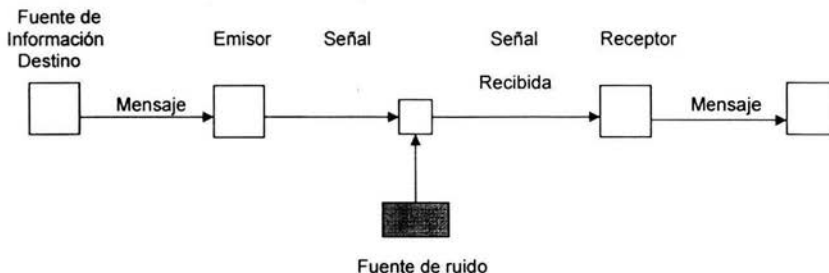 Fuente de
Información
Destino
Emisor
Señal
Señal
Recibida
Receptor
Mensaje
Mensaje
Fuente de ruido